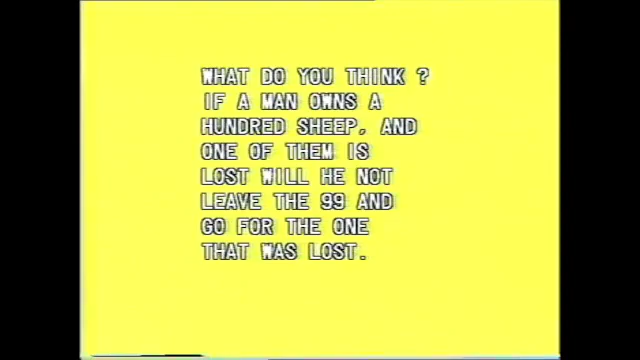 WHAT DO YOU THINK ?
IF A MAN OWNS A
HUNDRED SHEEP, AND
ONE OF THEM IS
LOST WILL HE NOT
LEAVE THE 99 AND
GO FOR THE ONE
THAT WAS LOST.